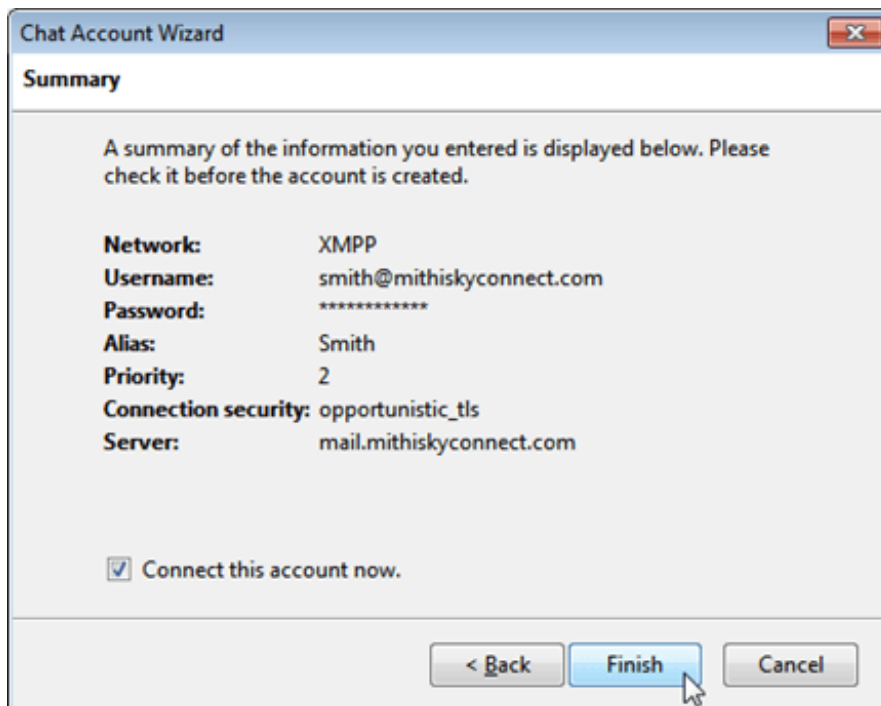 Chat Account Wizard
Summary
A summary of the information you entered is displayed below. Please
check it before the account is created.
Network: XMPP
Username: smith@mithiskyconnect.com
Password: ************
Alias: Smith
Priority: 2
Connection security: opportunistic_tls
Server: mail.mithiskyconnect.com
Connect this account now.
< Back Finish Cancel